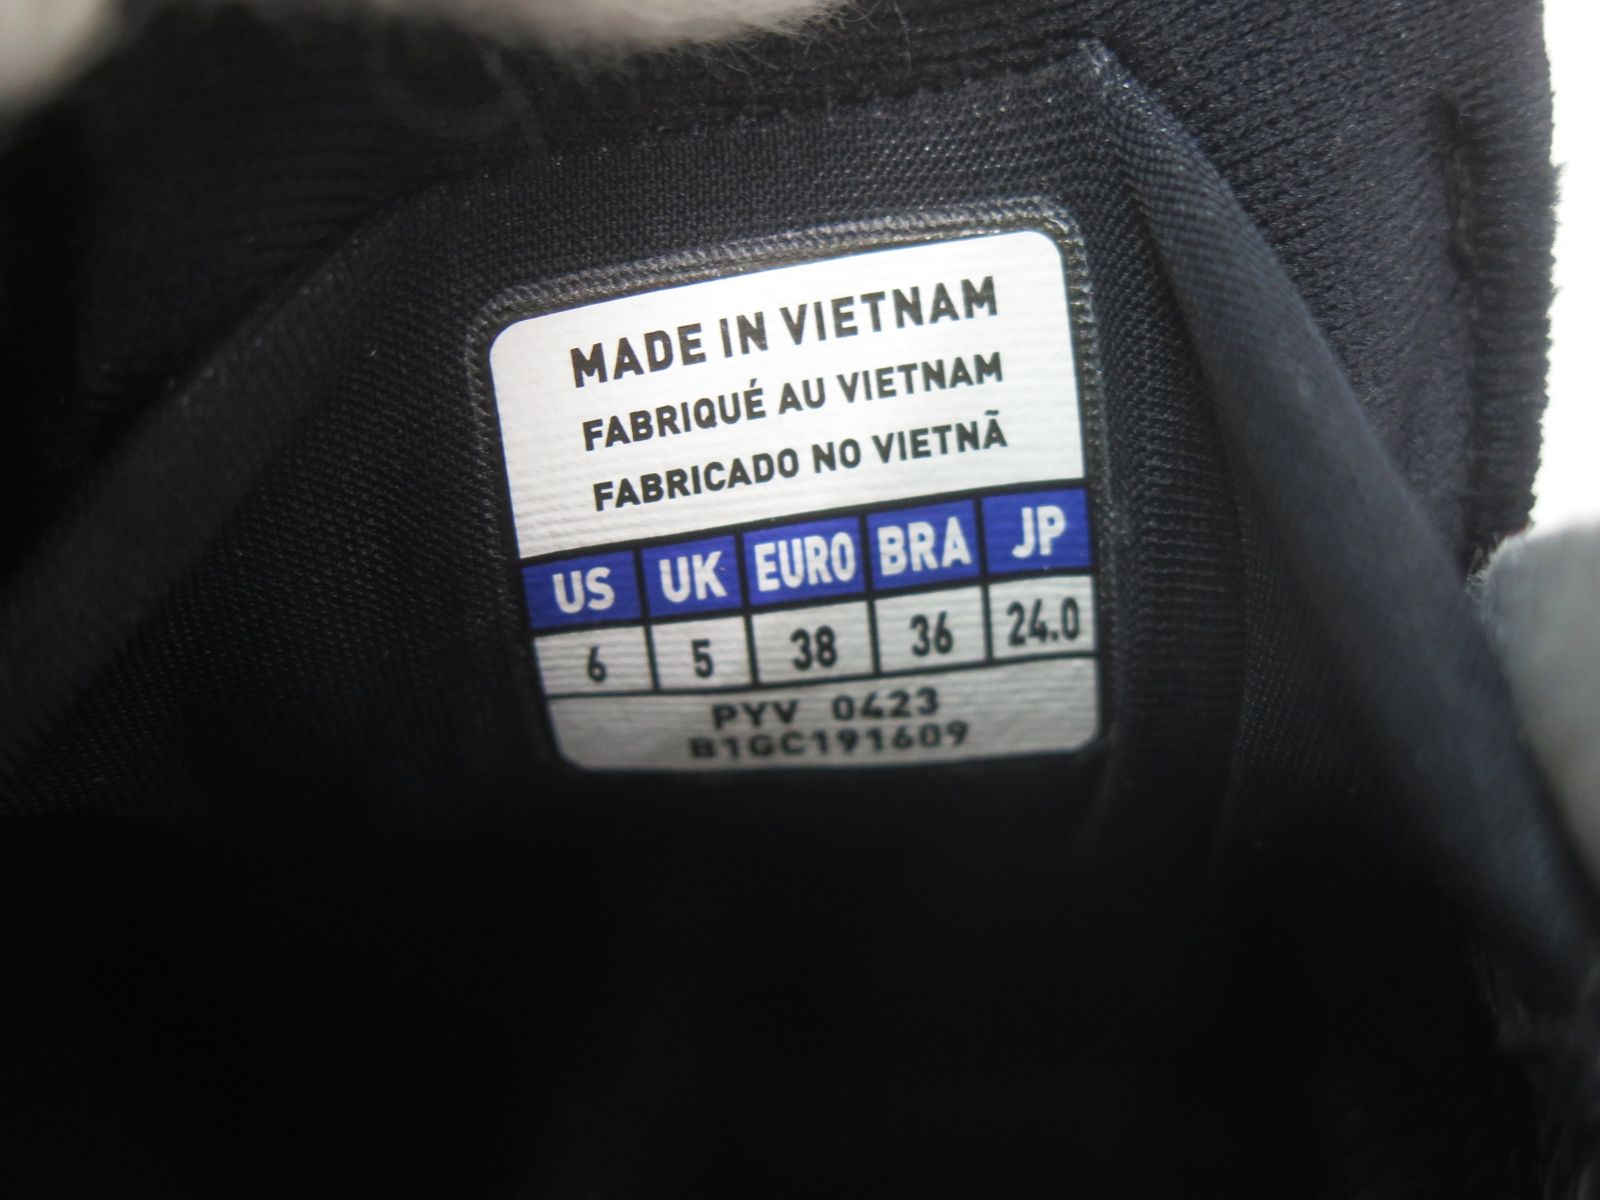 MADE IN VIETNAM
FABRIQUÉ AU VIETNAM
FABRICADO NO VIETNÃ
US UK EURO BRA JP
6 5 38 36 24.0
PYV 0423
B1GC191609